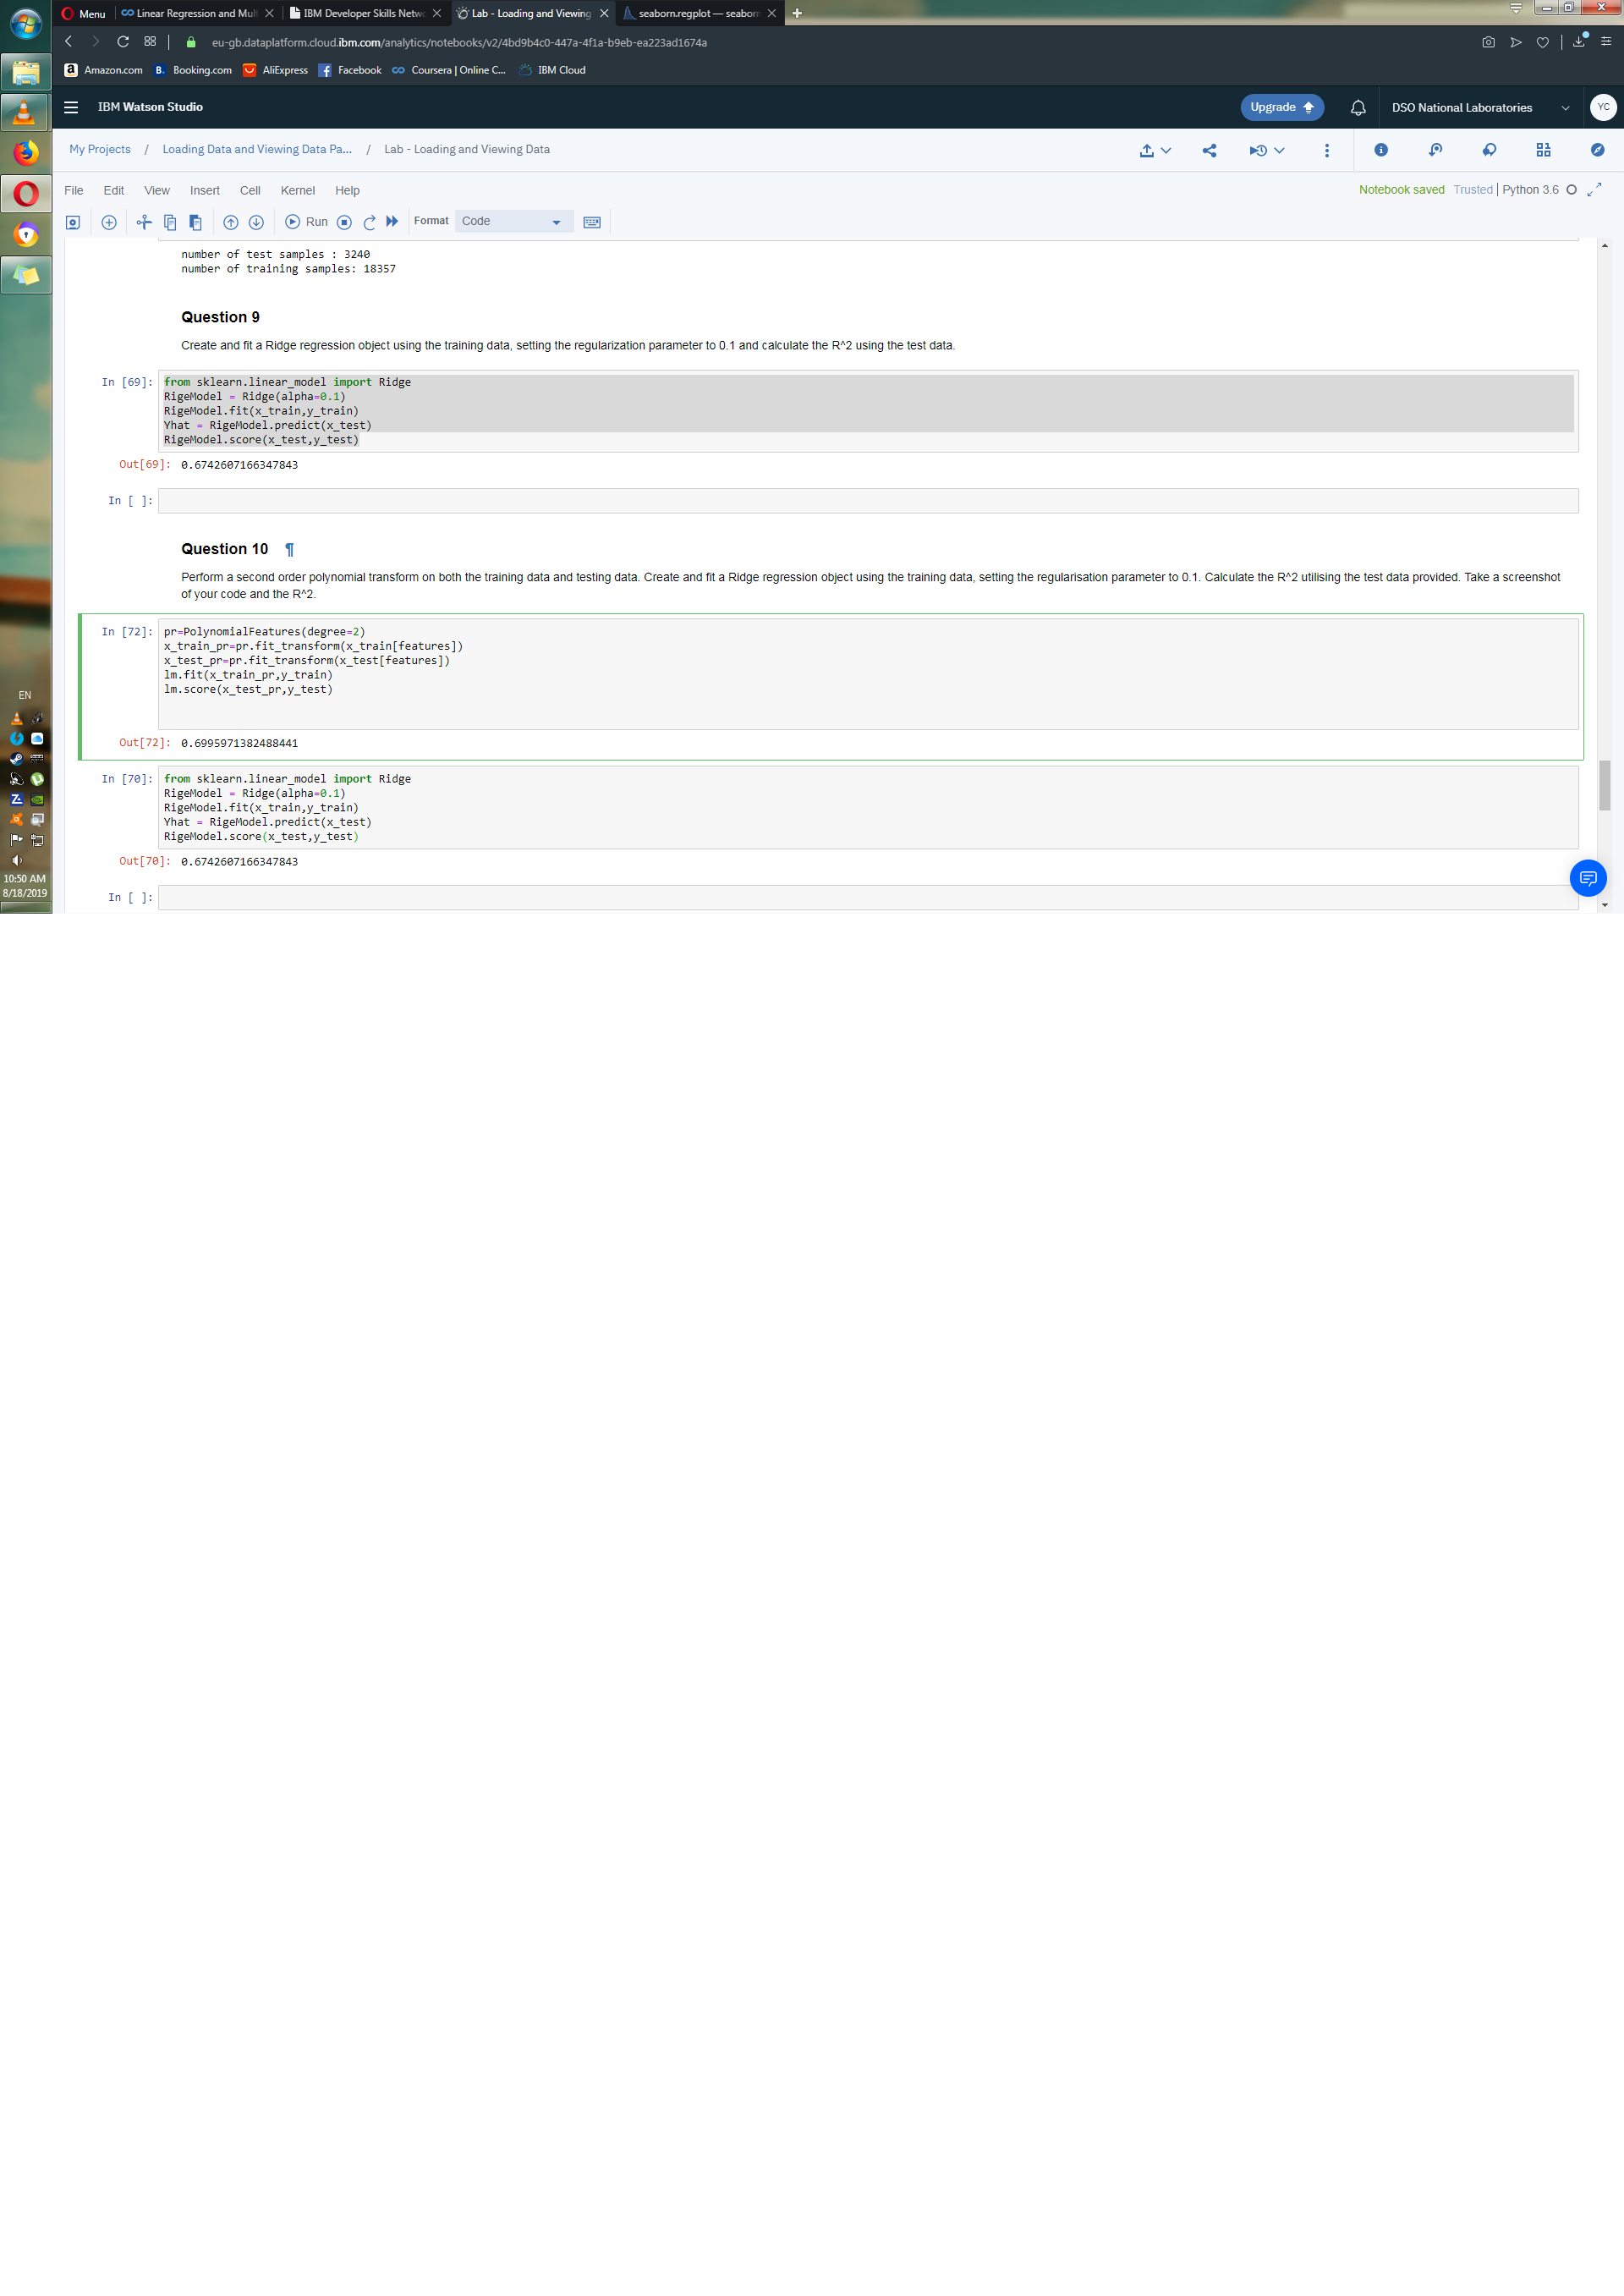 Menu
Linear Regression and Mult
IBM Developer Skills Netwo
Lab - Loading and Viewing
seaborn.regplot — seaborn
eu-gb.dataplatform.cloud.ibm.com/analytics/notebooks/v2/4bd9b4c0-447a-4f1a-b9eb-ea223ad1674a
Amazon.com
Booking.com
AliExpress
Facebook
Coursera | Online C...
IBM Cloud
IBM Watson Studio
Upgrade
DSO National Laboratories
YC
My Projects / Loading Data and Viewing Data Pa... / Lab - Loading and Viewing Data
File Edit View Insert Cell Kernel Help
Notebook saved Trusted | Python 3.6
Run
Format
Code
number of test samples : 3240
number of training samples: 18357
Question 9
Create and fit a Ridge regression object using the training data, setting the regularization parameter to 0.1 and calculate the R^2 using the test data.
In [69]:
from sklearn.linear_model import Ridge
RigeModel = Ridge(alpha=0.1)
RigeModel.fit(x_train,y_train)
Yhat = RigeModel.predict(x_test)
RigeModel.score(x_test,y_test)
Out[69]: 0.6742607166347843
In [ ]:
Question 10 ¶
Perform a second order polynomial transform on both the training data and testing data. Create and fit a Ridge regression object using the training data, setting the regularisation parameter to 0.1. Calculate the R^2 utilising the test data provided. Take a screenshot
of your code and the R^2.
In [72]:
pr=PolynomialFeatures(degree=2)
x_train_pr=pr.fit_transform(x_train[features])
x_test_pr=pr.fit_transform(x_test[features])
lm.fit(x_train_pr,y_train)
lm.score(x_test_pr,y_test)
Out[72]: 0.6995971382488441
In [70]:
from sklearn.linear_model import Ridge
RigeModel = Ridge(alpha=0.1)
RigeModel.fit(x_train,y_train)
Yhat = RigeModel.predict(x_test)
RigeModel.score(x_test,y_test)
Out[70]: 0.6742607166347843
In [ ]:
EN
10:50 AM
8/18/2019